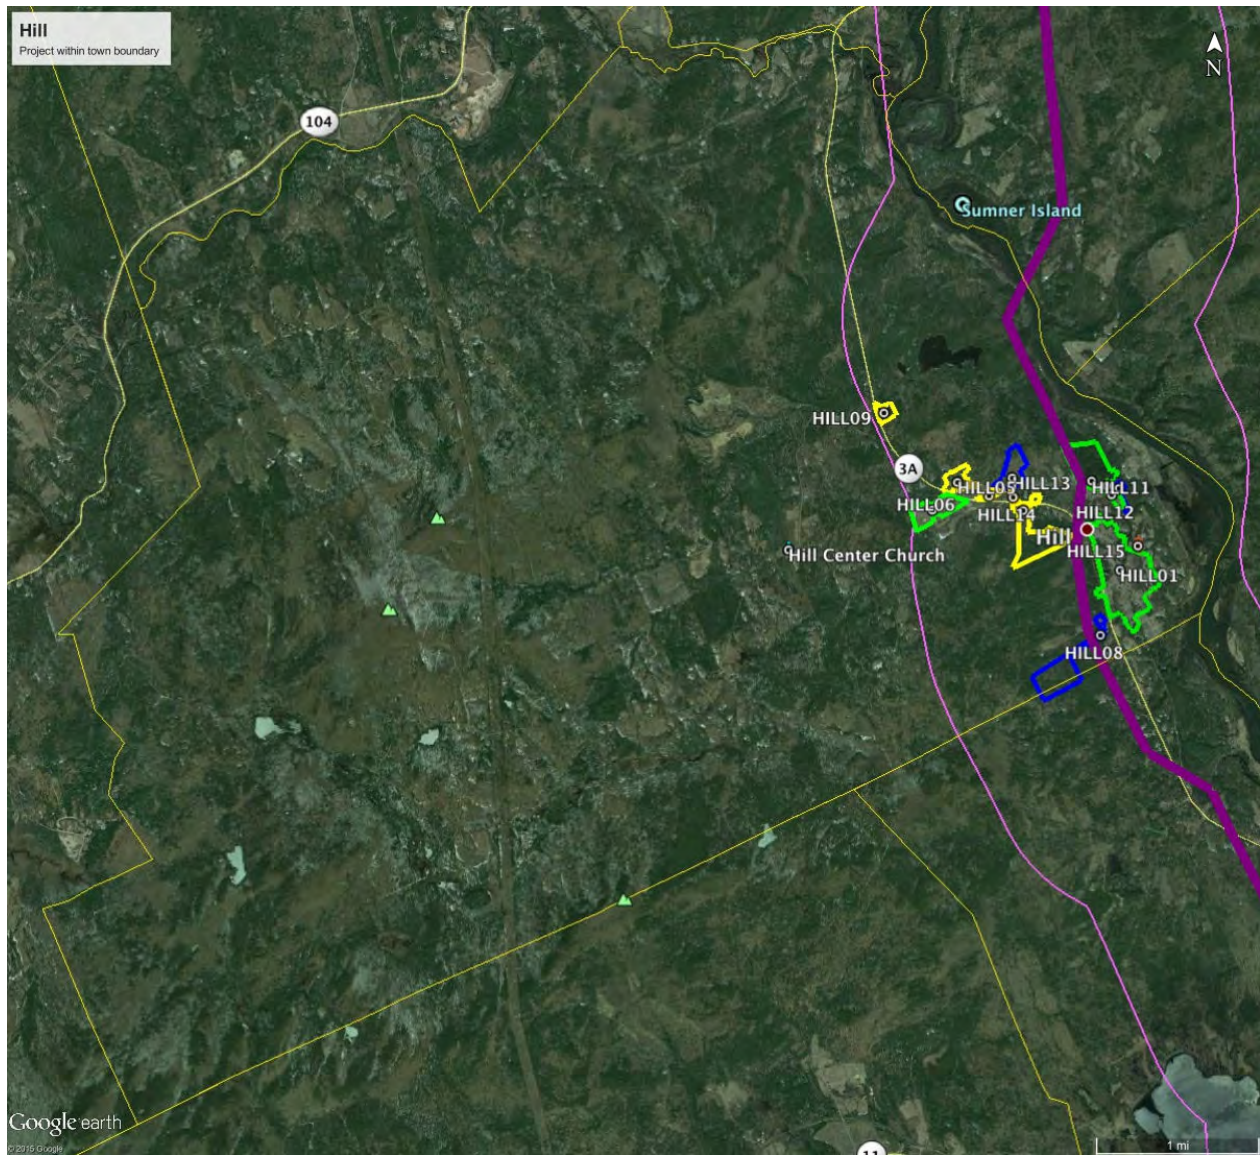 Hill
Project within town boundary
N
104
Sumner Island
HILL09
3A
HILL05
HILL13
HILL11
HILL06
HILL14
HILL12
Hill
HILL15
Hill Center Church
HILL01
HILL08
Google earth
© 2015 Google
11
1 mi